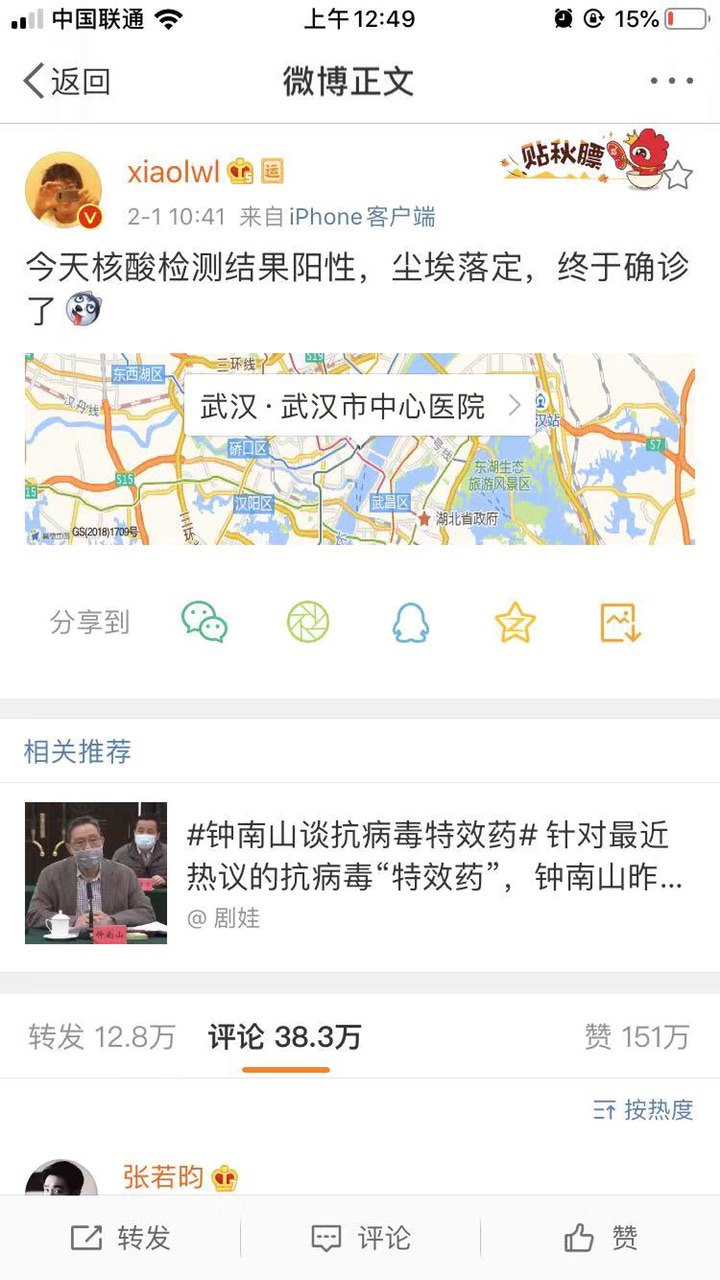 中国联通
上午12:49
15%
返回
微博正文
贴秋膘
xiaolwl
运
2-1 10:41 来自 iPhone客户端
今天核酸检测结果阳性，尘埃落定，终于确诊
了
三环线
S19
东西湖区
汉丹线
武汉 · 武汉市中心医院
汉站
硚口区
S7
S15
东湖生态
旅游风景区
15
汉阳区
武昌区
湖北省政府
GS(2018)1709号
三环
分享到
相关推荐
#钟南山谈抗病毒特效药# 针对最近
热议的抗病毒“特效药”，钟南山昨...
@ 剧娃
钟南山
转发 12.8万
评论 38.3万
赞 151万
按热度
张若昀
转发
评论
赞